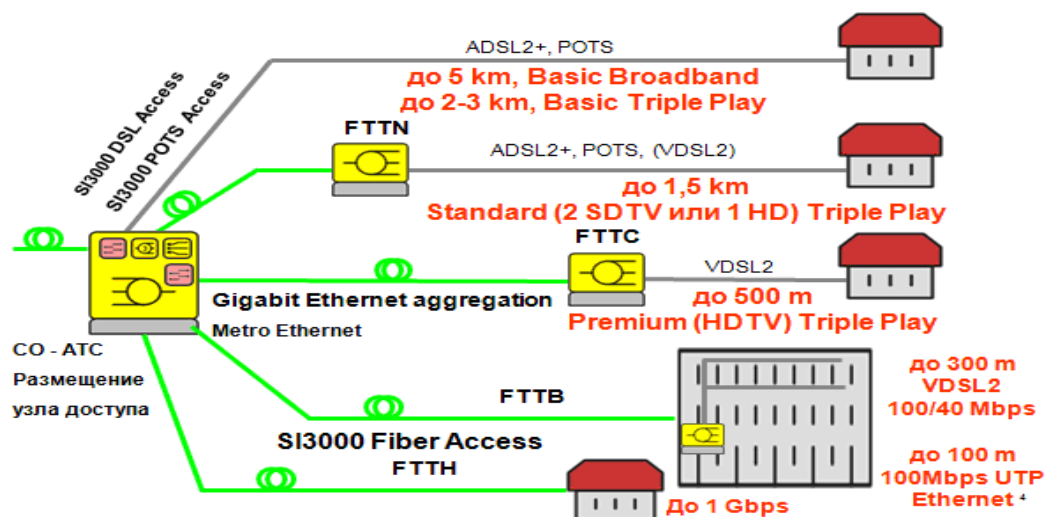 ADSL2+, POTS
до 5 km, Basic Broadband
до 2-3 km, Basic Triple Play
SI3000 DSL Access
SI3000 POTS Access
FTTN
ADSL2+, POTS, (VDSL2)
до 1,5 km
Standard (2 SDTV или 1 HD) Triple Play
FTTC
VDSL2
до 500 m
Premium (HDTV) Triple Play
Gigabit Ethernet aggregation
Metro Ethernet
CO - АТС
Размещение
узла доступа
FTTB
до 300 m
VDSL2
100/40 Mbps
SI3000 Fiber Access
FTTH
до 100 m
100Mbps UTP
Ethernet 4
До 1 Gbps